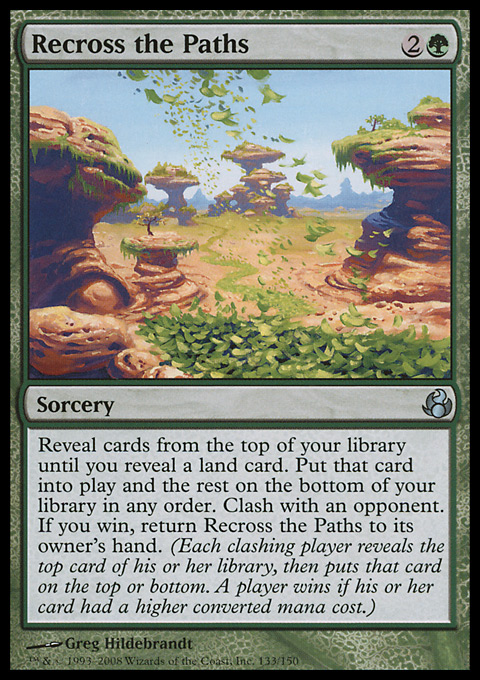 Recross the Paths 2
Sorcery
Reveal cards from the top of your library
until you reveal a land card. Put that card
into play and the rest on the bottom of your
library in any order. Clash with an opponent.
If you win, return Recross the Paths to its
owner's hand. (Each clashing player reveals the
top card of his or her library, then puts that card
on the top or bottom. A player wins if his or her
card had a higher converted mana cost.)
Greg Hildebrandt
™ & © 1993–2008 Wizards of the Coast, Inc. 133/150